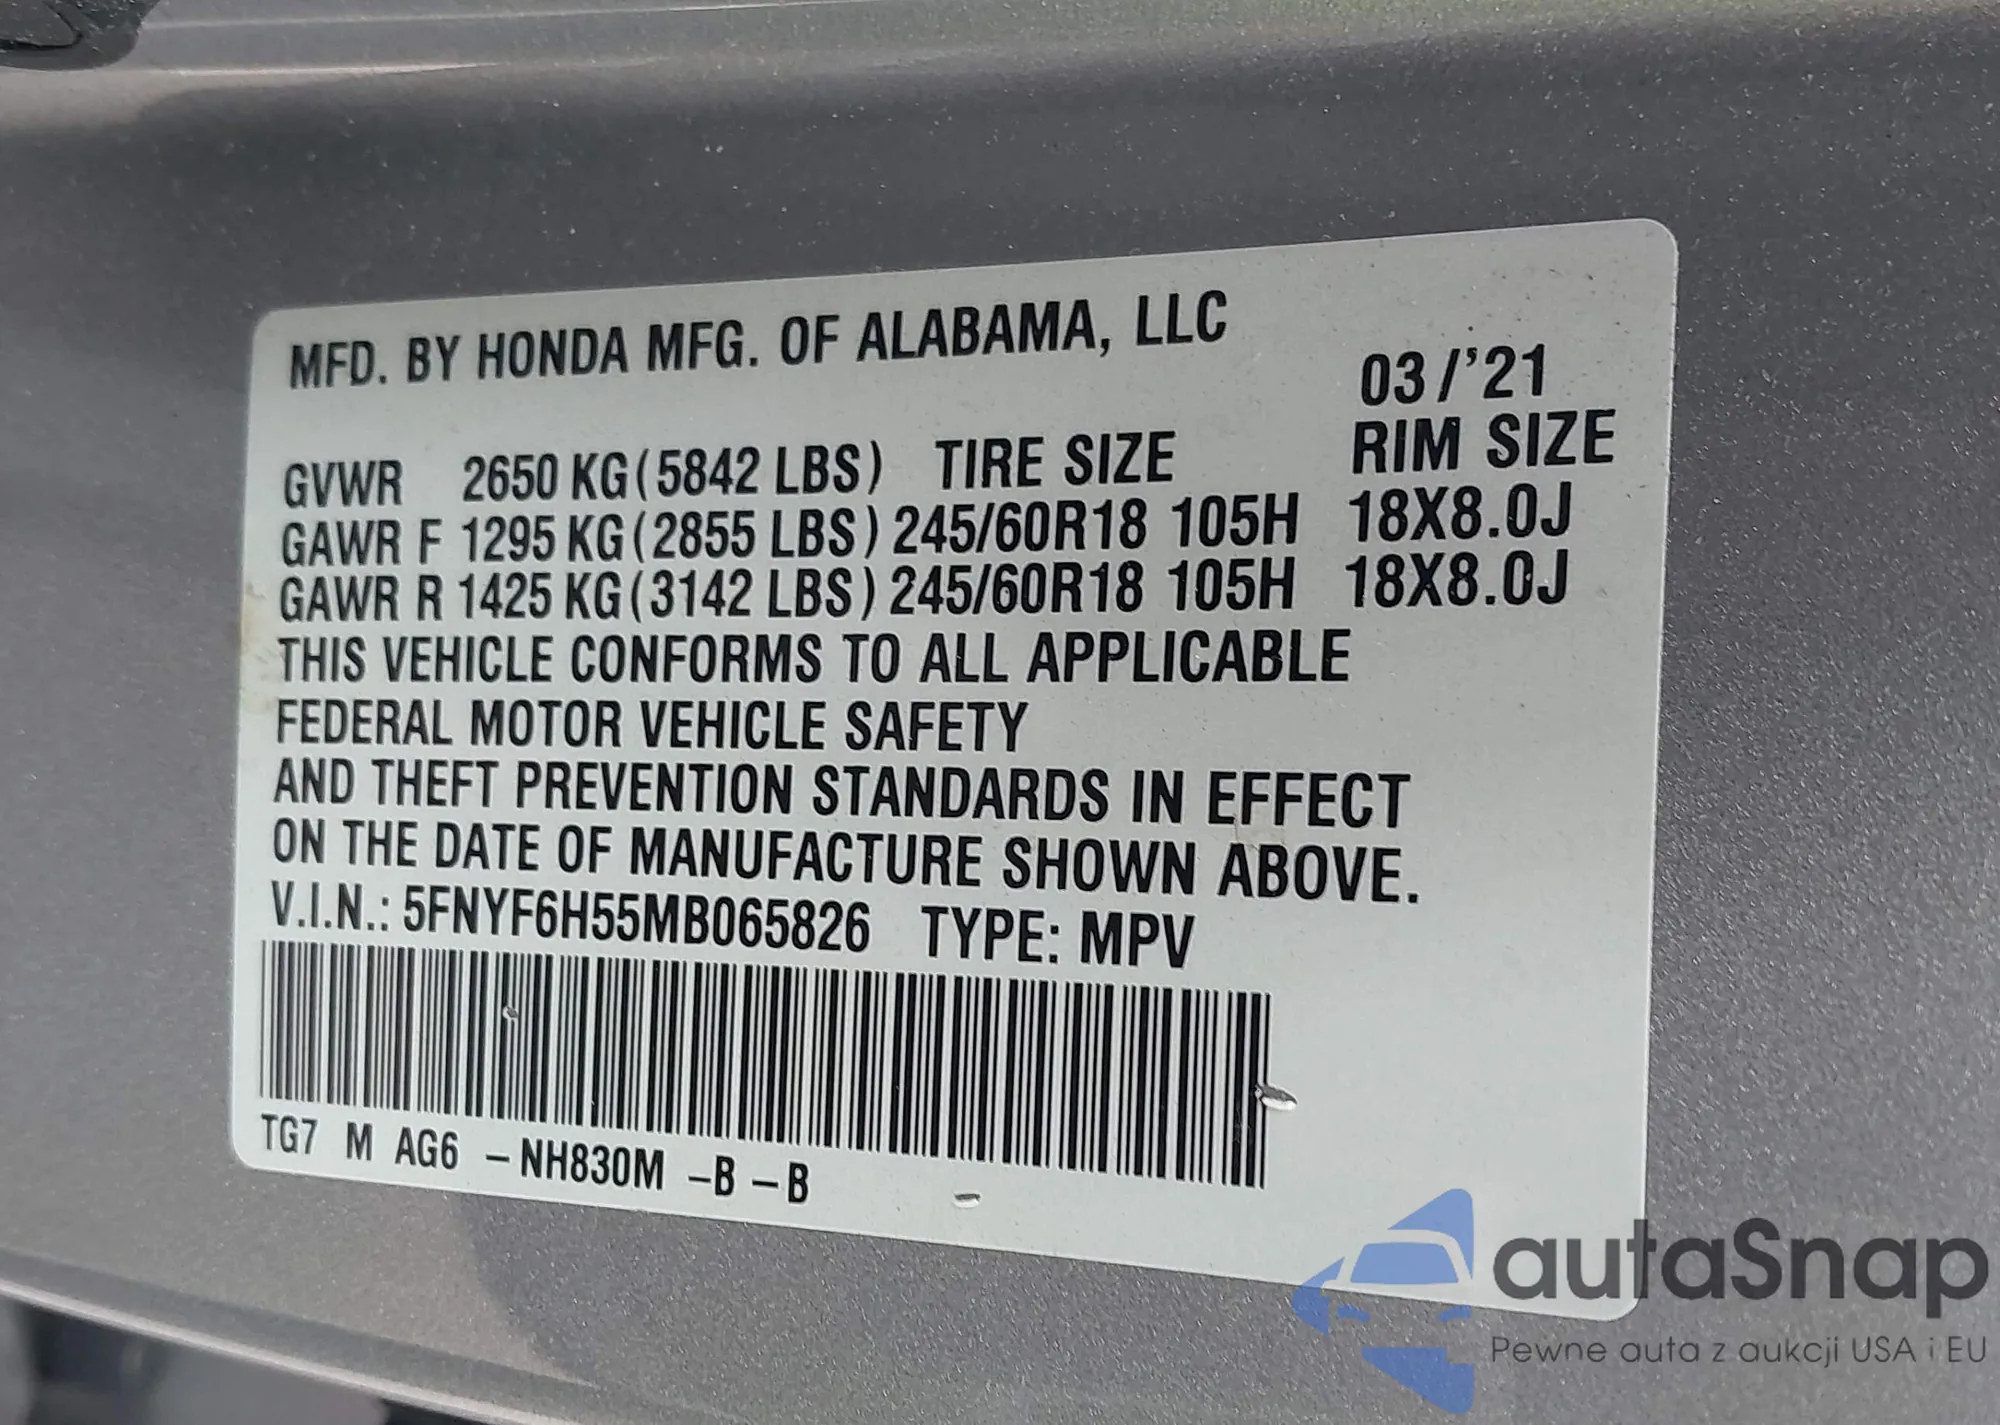 MFD. BY HONDA MFG. OF ALABAMA, LLC
03/'21
GVWR 2650 KG (5842 LBS) TIRE SIZE RIM SIZE
GAWR F 1295 KG (2855 LBS) 245/60R18 105H 18X8.0J
GAWR R 1425 KG (3142 LBS) 245/60R18 105H 18X8.0J
THIS VEHICLE CONFORMS TO ALL APPLICABLE
FEDERAL MOTOR VEHICLE SAFETY
AND THEFT PREVENTION STANDARDS IN EFFECT
ON THE DATE OF MANUFACTURE SHOWN ABOVE.
V.I.N.: 5FNYF6H55MB065826 TYPE: MPV
TG7 M AG6 –NH830M –B –B
autaSnap
Pewne auta z aukcji USA i EU